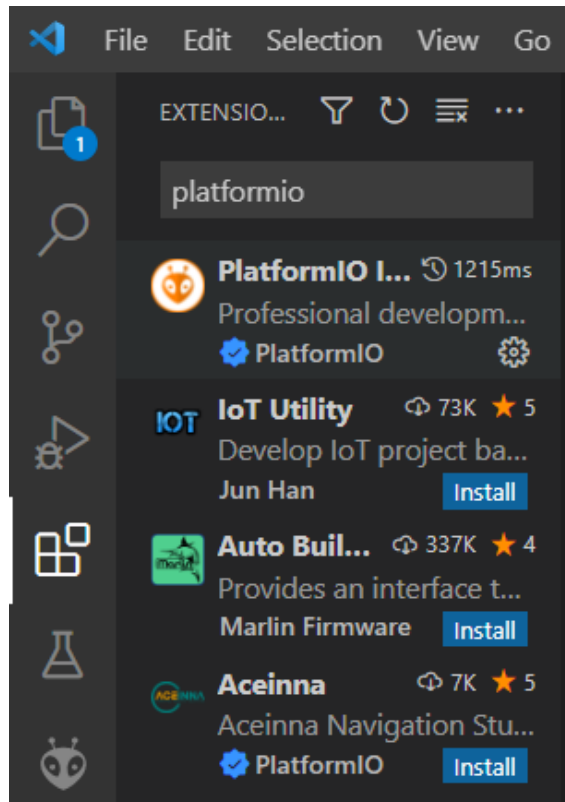 File Edit Selection View Go
EXTENSIO...
1
platformio
PlatformIO I... 1215ms
Professional developm...
PlatformIO
IOT
IoT Utility 73K ★ 5
Develop IoT project ba...
Jun Han Install
Auto Buil... 337K ★ 4
Provides an interface t...
Marlin Firmware Install
ACEINNA
Aceinna 7K ★ 5
Aceinna Navigation Stu...
PlatformIO Install